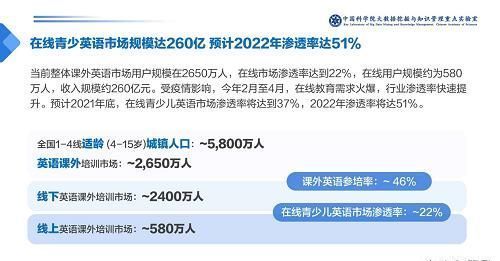 中国科学院大数据挖掘与知识管理重点实验室
在线青少英语市场规模达260亿 预计2022年渗透率达51%
当前整体课外英语市场用户规模在2650万人，在线市场渗透率达到22%，在线用户规模约为580
万人，收入规模约260亿元。受疫情影响，今年2月至4月，在线教育需求火爆，行业渗透率快速提
升。预计2021年底，在线青少儿英语市场渗透率将达到37%，2022年渗透率将达51%。
全国1-4线适龄（4-15岁）城镇人口：~5,800万人
英语课外培训市场：~2,650万人
课外英语参培率：~ 46%
线下英语课外培训市场：~2400万人
在线青少儿英语市场渗透率：~22%
线上英语课外培训市场：~580万人